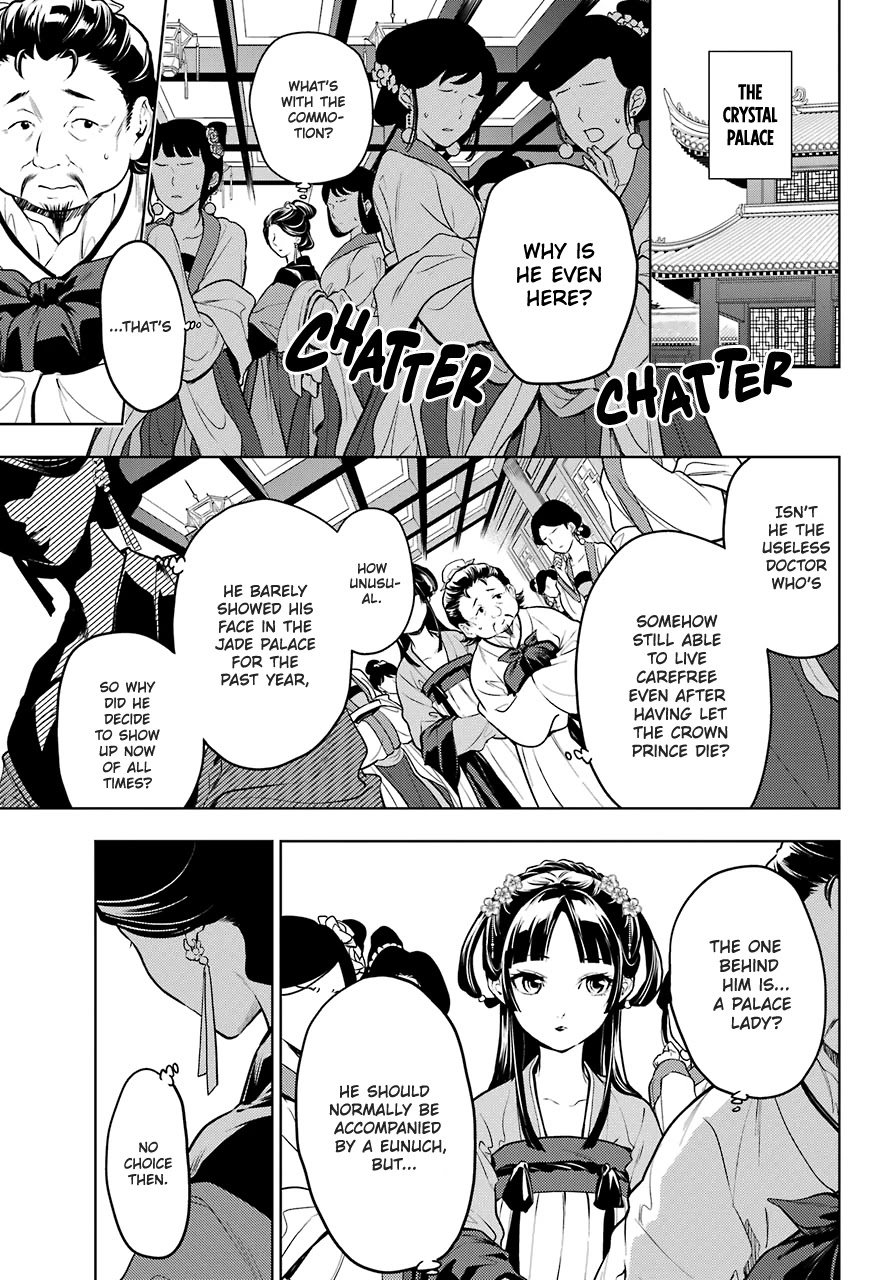 THE
CRYSTAL
PALACE
WHY IS
HE EVEN
HERE?
CHATTER
WHAT'S
WITH THE
COMMO-
TION?
CHATTER
...THAT'S
ISN'T
HE THE
USELESS
DOCTOR
WHO'S
SOMEHOW
STILL ABLE
TO LIVE
CAREFREE
EVEN AFTER
HAVING LET
THE CROWN
PRINCE DIE?
HOW
UNUSU-
AL.
HE BARELY
SHOWED HIS
FACE IN THE
JADE PALACE
FOR THE
PAST YEAR,
SO WHY
DID HE
DECIDE
TO SHOW
UP NOW
OF ALL
TIMES?
THE ONE
BEHIND
HIM IS...
A PALACE
LADY?
HE SHOULD
NORMALLY BE
ACCOMPANIED
BY A EUNUCH,
BUT...
NO
CHOICE
THEN.